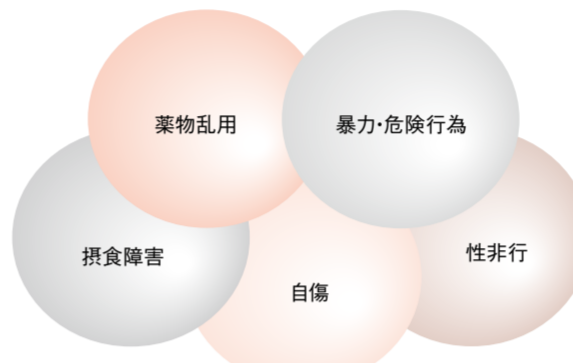 薬物乱用
暴力・危険行為
摂食障害
性非行
自傷